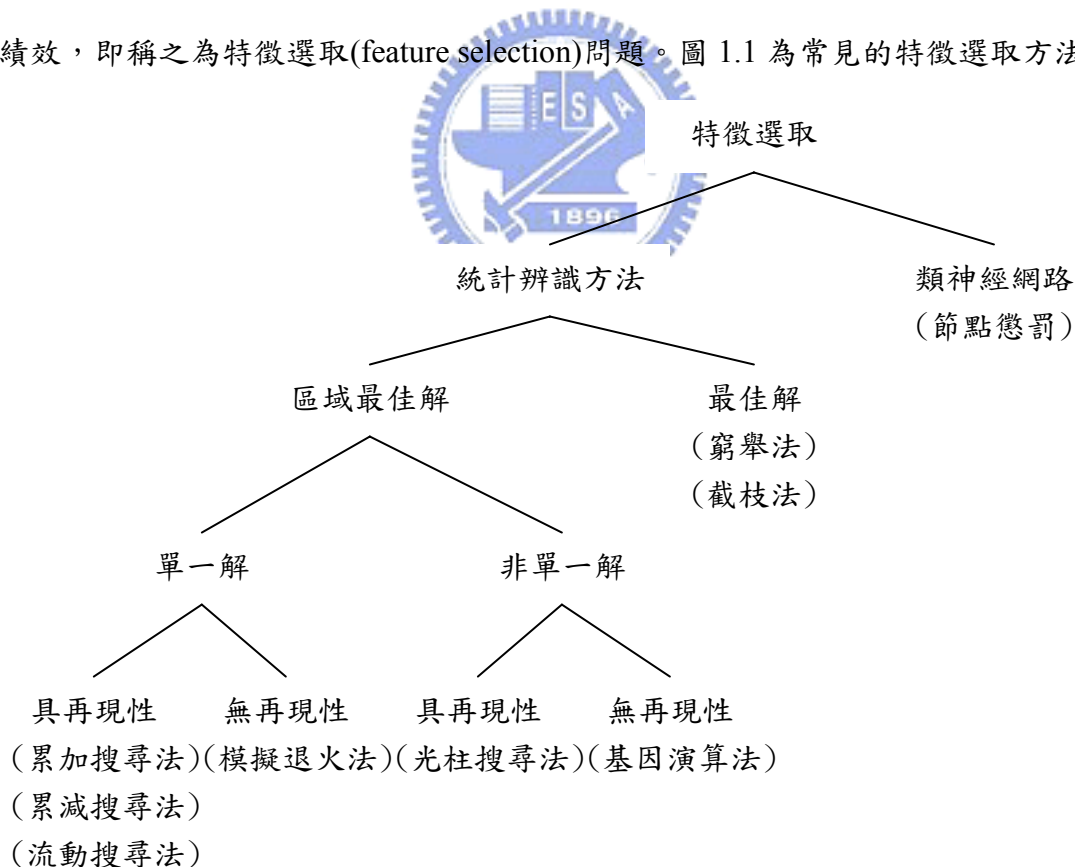 績效，即稱之為特徵選取(feature selection)問題。圖 1.1 為常見的特徵選取方法
ES
A
特徵選取
1896
統計辨識方法 類神經網路
(節點懲罰)
區域最佳解 最佳解
(窮舉法)
(截枝法)
單一解 非單一解
具再現性 無再現性 具再現性 無再現性
(累加搜尋法)(模擬退火法)(光柱搜尋法)(基因演算法)
(累減搜尋法)
(流動搜尋法)